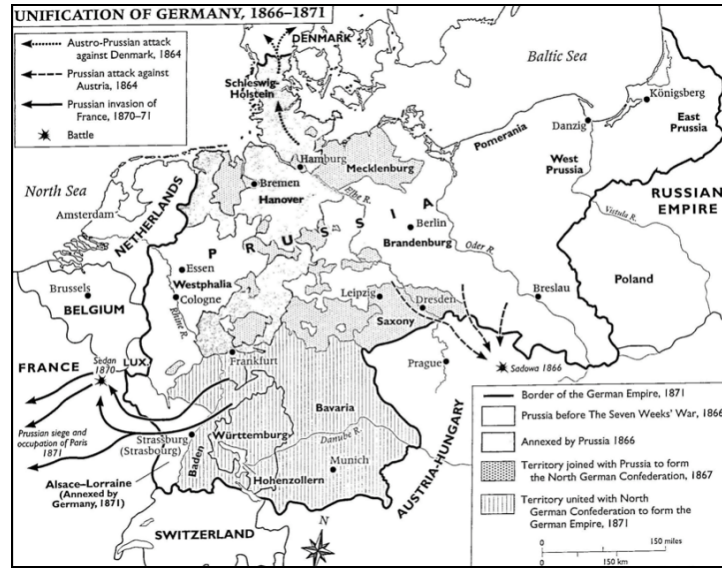 UNIFICATION OF GERMANY, 1866–1871
Austro-Prussian attack
against Denmark, 1864
Prussian attack against
Austria, 1864
Prussian invasion of
France, 1870–71
Battle
DENMARK
Baltic Sea
Schleswig-
Holstein
Königsberg
Danzig
East
Prussia
Pomerania
West
Prussia
Hamburg
Mecklenburg
North Sea
Bremen
Hanover
Elbe R.
RUSSIAN
EMPIRE
Amsterdam
NETHERLANDS
PRUSSIA
Berlin
Brandenburg
Vistula R.
Oder R.
Essen
Westphalia
Cologne
Poland
Brussels
BELGIUM
Rhine R.
Leipzig
Dresden
Breslau
Saxony
FRANCE
Sedan
1870
LUX.
Frankfurt
Prague
Sadowa 1866
Prussian siege and
occupation of Paris
1871
Bavaria
Strassburg
(Strasbourg)
Württemburg
Danube R.
Baden
Munich
AUSTRIA-HUNGARY
Alsace–Lorraine
(Annexed by
Germany, 1871)
Hohenzollern
SWITZERLAND
N
Border of the German Empire, 1871
Prussia before The Seven Weeks' War, 1866
Annexed by Prussia 1866
Territory joined with Prussia to form
the North German Confederation, 1867
Territory united with North
German Confederation to form the
German Empire, 1871
0 150 miles
0 150 km